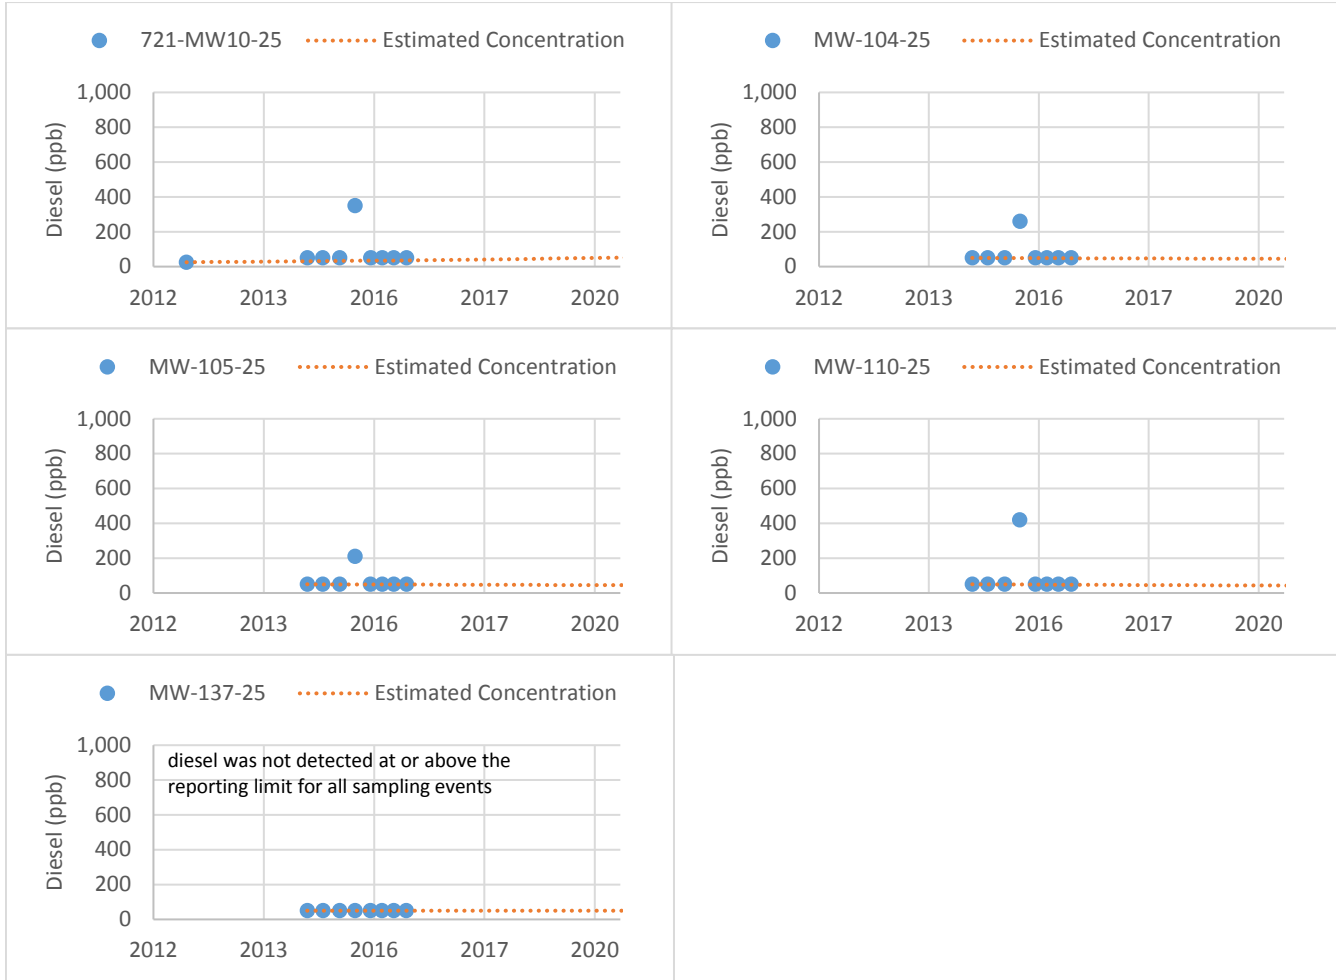 721-MW10-25 Estimated Concentration
1,000
800
600
400
200
0
Diesel (ppb)
2012 2013 2016 2017 2020
MW-104-25 Estimated Concentration
1,000
800
600
400
200
0
Diesel (ppb)
2012 2013 2016 2017 2020
MW-105-25 Estimated Concentration
1,000
800
600
400
200
0
Diesel (ppb)
2012 2013 2016 2017 2020
MW-110-25 Estimated Concentration
1,000
800
600
400
200
0
Diesel (ppb)
2012 2013 2016 2017 2020
MW-137-25 Estimated Concentration
diesel was not detected at or above the
reporting limit for all sampling events
1,000
800
600
400
200
0
Diesel (ppb)
2012 2013 2016 2017 2020